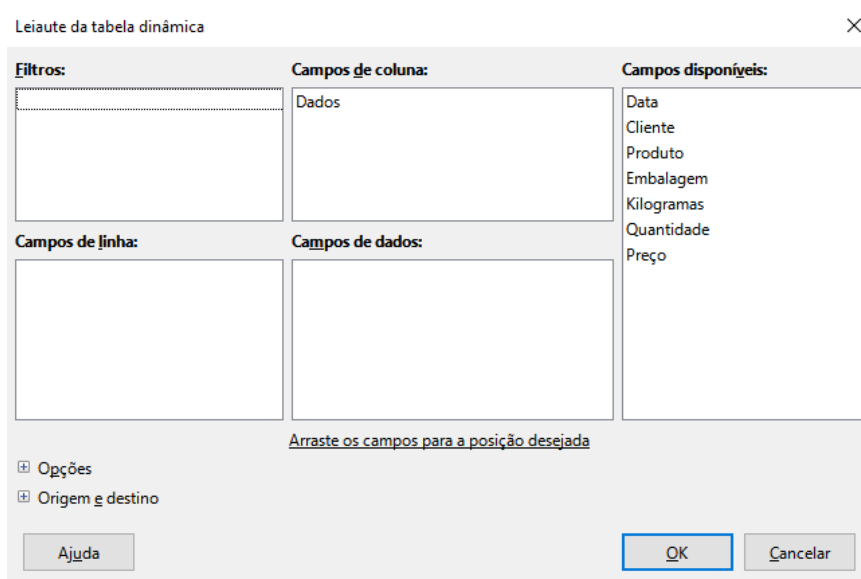 Leiaute da tabela dinâmica
Filtros:
Campos de coluna:
Dados
Campos disponíveis:
Data
Cliente
Produto
Embalagem
Kilogramas
Quantidade
Preço
Campos de linha:
Campos de dados:
Arraste os campos para a posição desejada
Opções
Origem e destino
Ajuda
OK
Cancelar